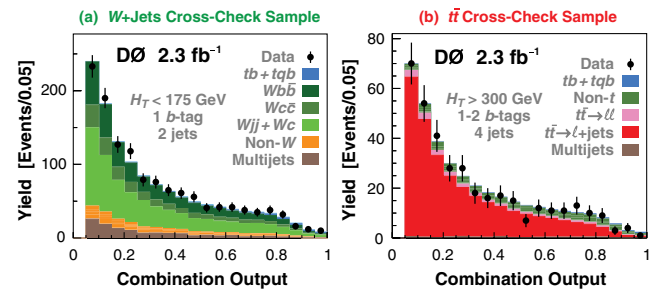 (a) W+Jets Cross-Check Sample
DØ 2.3 fb⁻¹
Yield [Events/0.05]
200
100
0
H_T < 175 GeV
1 b-tag
2 jets
Data
tb+tqb
Wbb̄
Wcc̄
Wjj+Wc
Non-W
Multijets
0 0.2 0.4 0.6 0.8 1
Combination Output
(b) tt̄ Cross-Check Sample
DØ 2.3 fb⁻¹
Yield [Events/0.05]
80
60
40
20
0
H_T > 300 GeV
1-2 b-tags
4 jets
Data
tb+tqb
Non-t
tt̄→ℓℓ
tt̄→ℓ+jets
Multijets
0 0.2 0.4 0.6 0.8 1
Combination Output